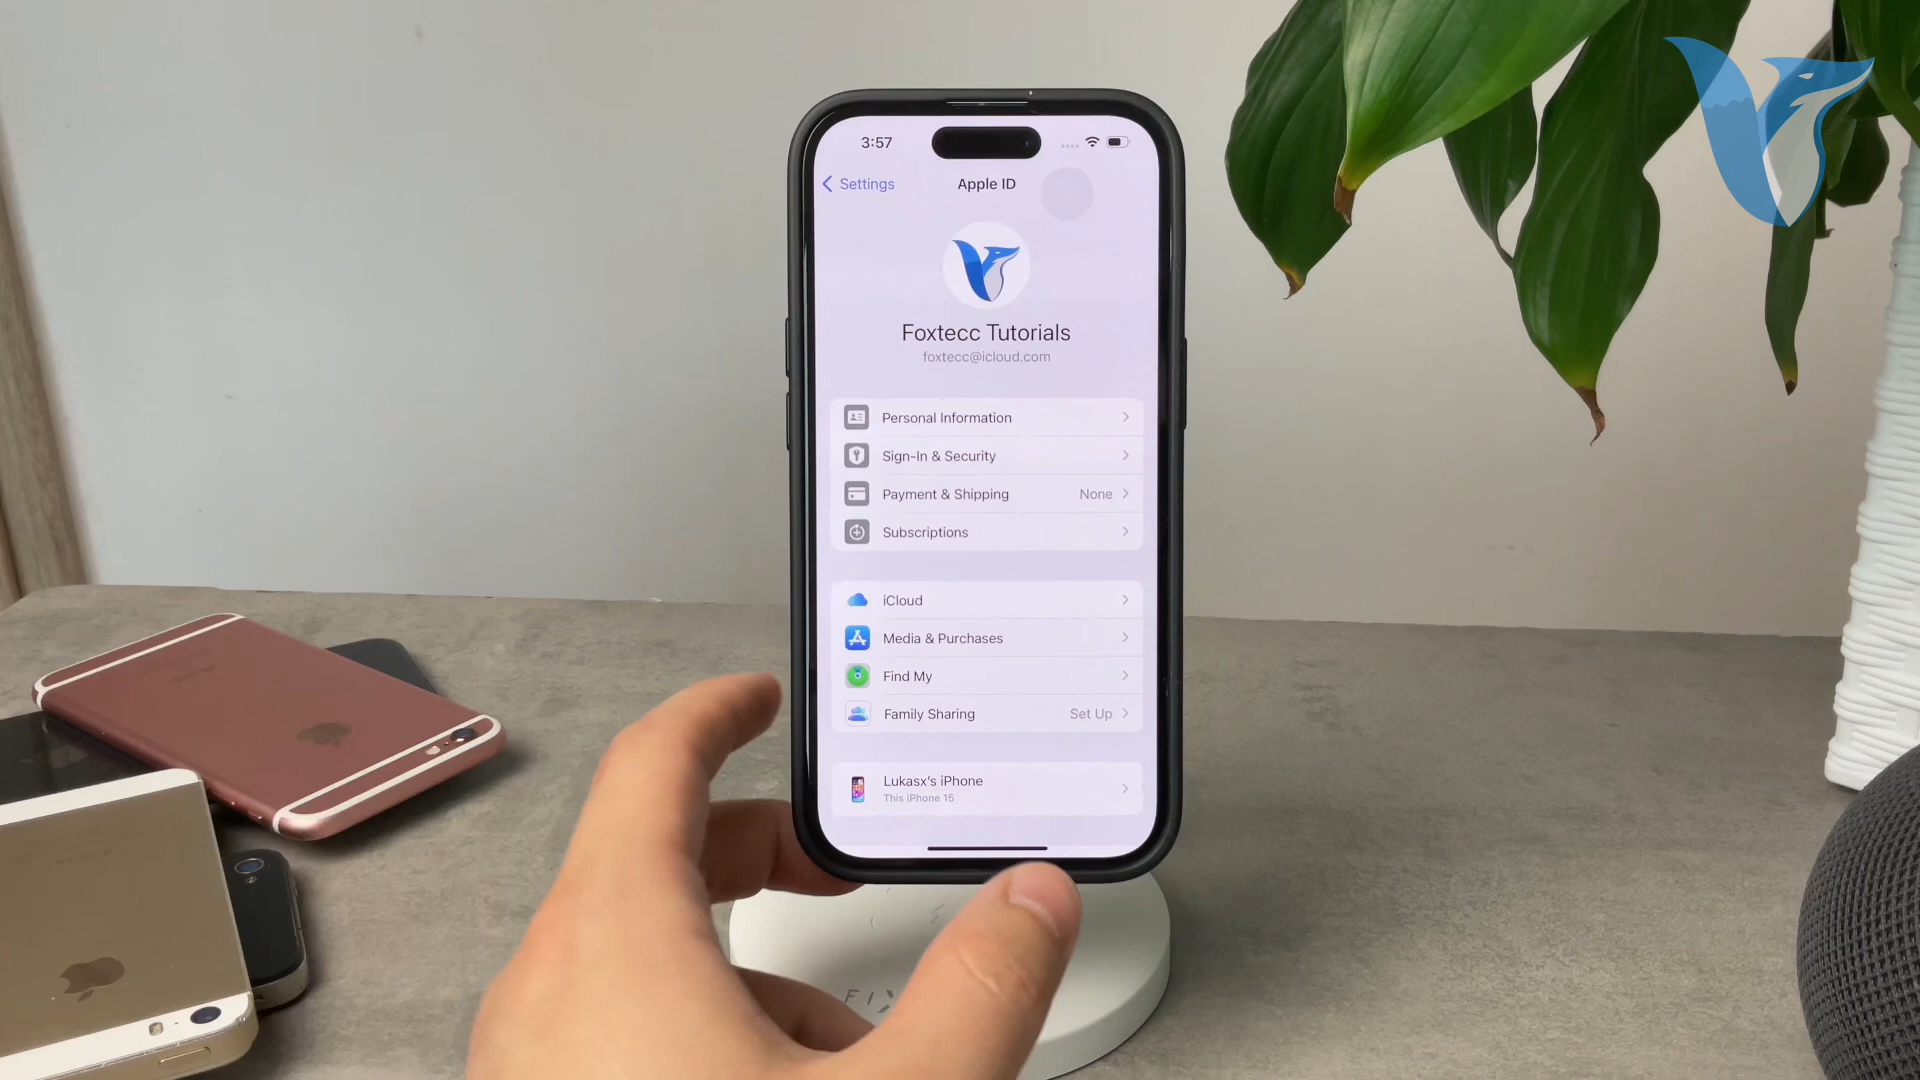 3:57
Settings
Apple ID
Foxtecc Tutorials
foxtecc@icloud.com
Personal Information
Sign-In & Security
Payment & Shipping None
Subscriptions
iCloud
Media & Purchases
Find My
Family Sharing Set Up
Lukasx's iPhone
This iPhone 15